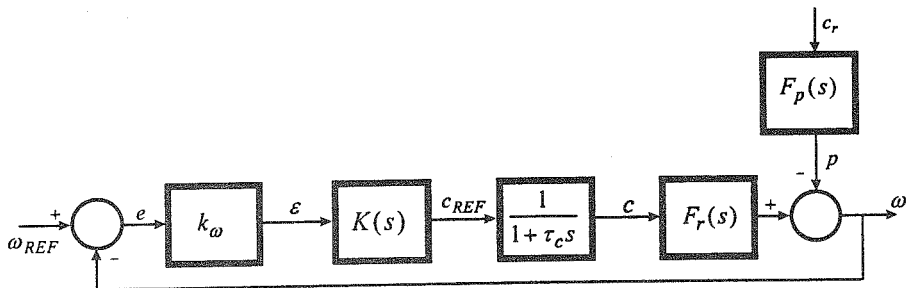 c_r
F_p(s)
p
-
+
e
k_ω
ε
K(s)
c_REF
1
1 + τ_c s
c
F_r(s)
+
ω
ω_REF
-